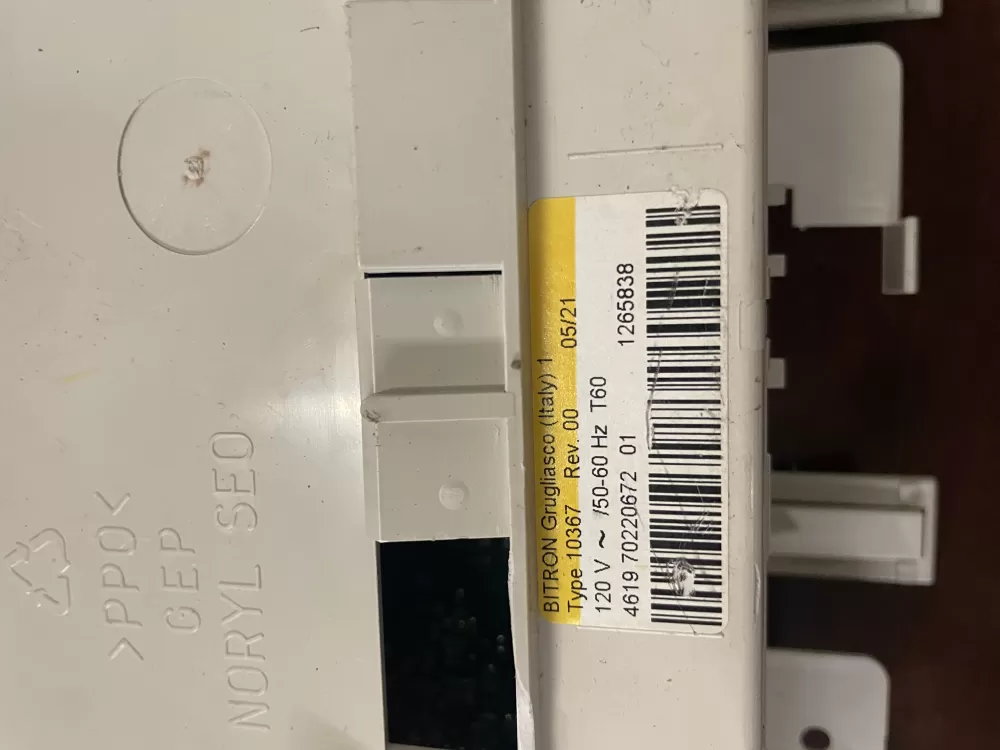 >PPO<
GEP
NORYL SE0
BITRON Grugliasco (Italy) 1
Type 10367 Rev. 00 05/21
120 V ~ /50-60 Hz T60
4619 70220672 01 1265838